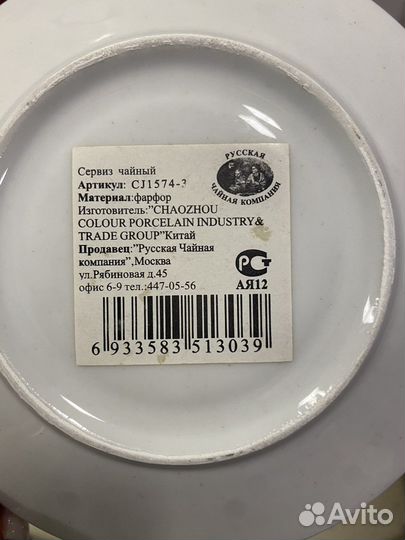 Сервиз чайный
Артикул: CJ1574-3
Материал:фарфор
Изготовитель:"CHAOZHOU
COLOUR PORCELAIN INDUSTRY&
TRADE GROUP"Китай
Продавец:"Русская Чайная
компания",Москва
ул.Рябиновая д.45
офис 6-9 тел.:447-05-56
РУССКАЯ
ЧАЙНАЯ КОМПАНИЯ
РСТ
АЯ12
6 933583 513039
Avito